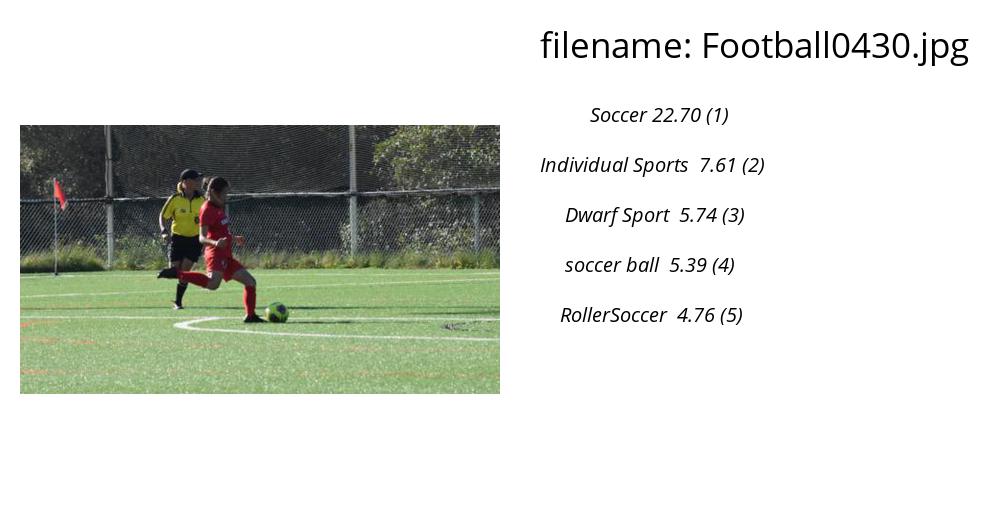 filename: Football0430.jpg
Soccer 22.70 (1)
Individual Sports 7.61 (2)
Dwarf Sport 5.74 (3)
soccer ball 5.39 (4)
RollerSoccer 4.76 (5)